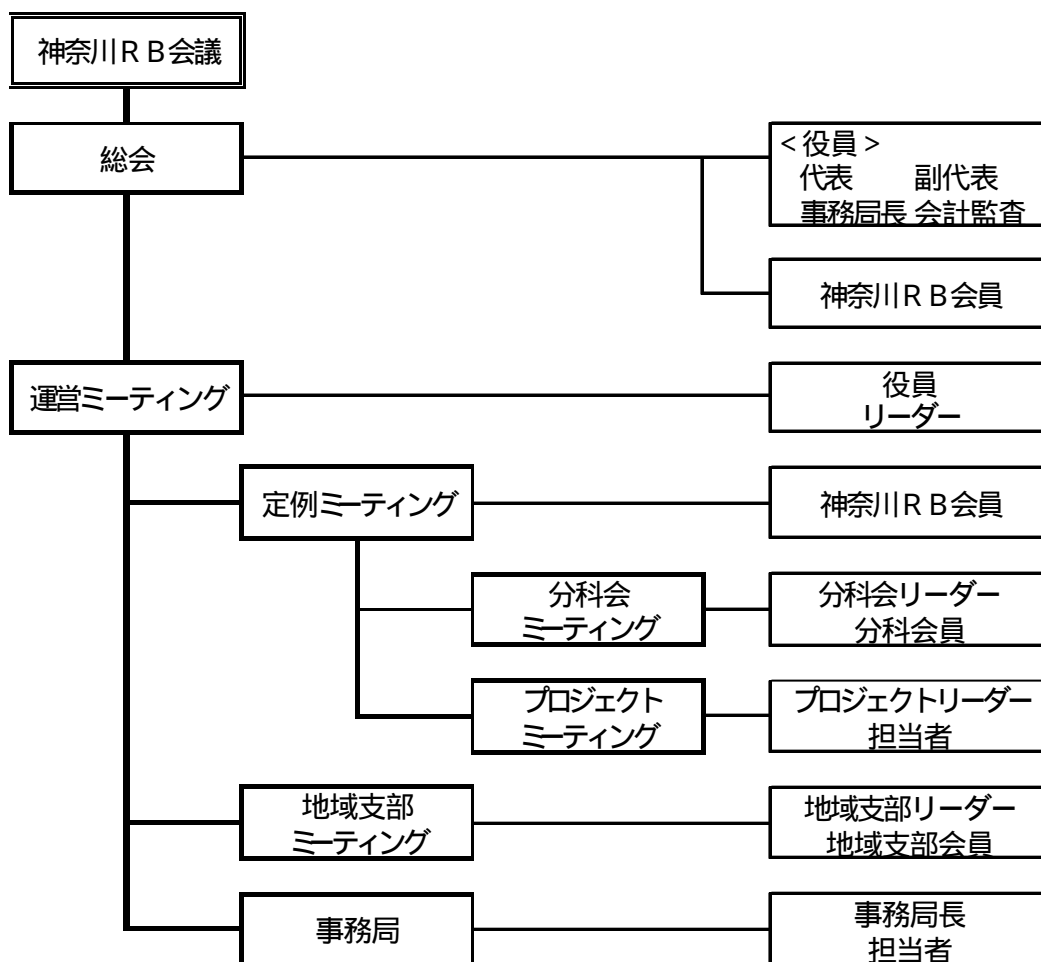 神奈川RB会議
総会
<役員>
代表 副代表
事務局長 会計監査
神奈川RB会員
運営ミーティング
役員
リーダー
定例ミーティング
神奈川RB会員
分科会
ミーティング
分科会リーダー
分科会員
プロジェクト
ミーティング
プロジェクトリーダー
担当者
地域支部
ミーティング
地域支部リーダー
地域支部会員
事務局
事務局長
担当者